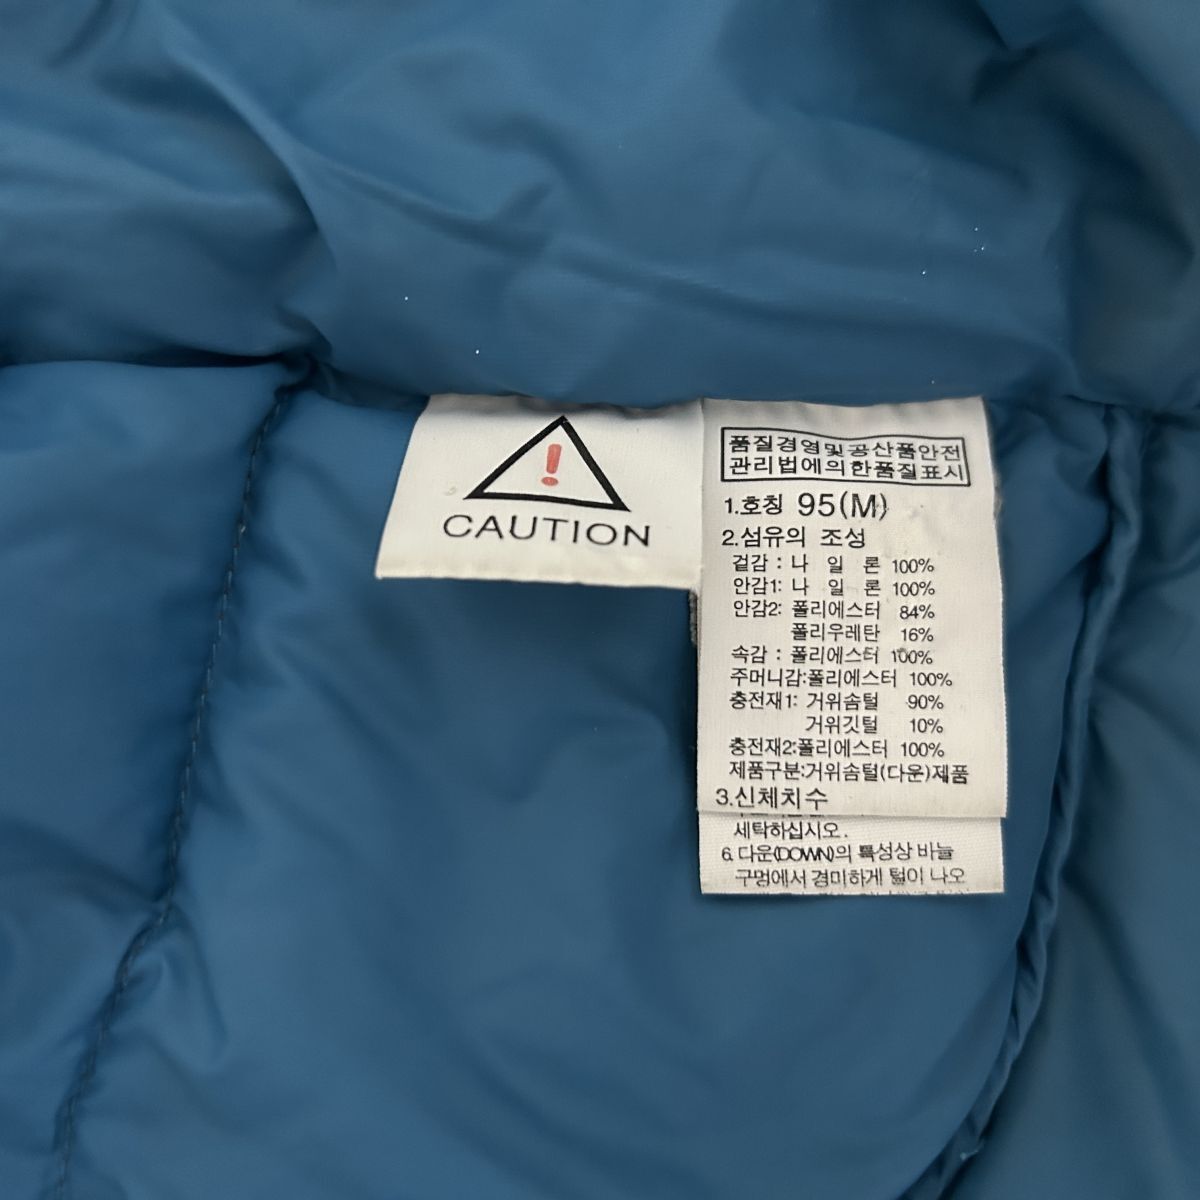 CAUTION
품질경영및공산품안전
관리법에의한품질표시
1.호칭 95(M)
2.섬유의 조성
겉감 : 나 일 론 100%
안감1: 나 일 론 100%
안감2: 폴리에스터 84%
폴리우레탄 16%
속감 : 폴리에스터 100%
주머니감:폴리에스터 100%
충전재1: 거위솜털 90%
거위깃털 10%
충전재2:폴리에스터 100%
제품구분:거위솜털(다운)제품
3.신체치수
세탁하십시오.
6.다운(DOWN)의 특성상 바늘
구멍에서 경미하게 털이 나오